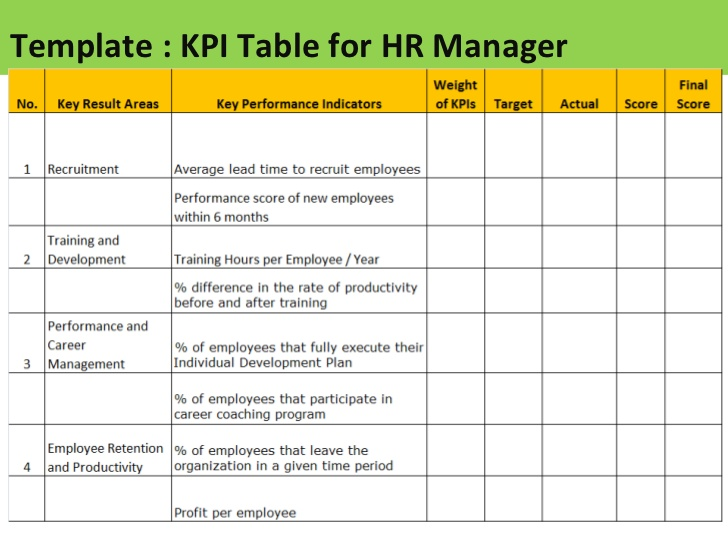 Template : KPI Table for HR Manager
No. Key Result Areas Key Performance Indicators Weight of KPIs Target Actual Score Final Score
1 Recruitment Average lead time to recruit employees
Performance score of new employees
within 6 months
Training and
2 Development Training Hours per Employee / Year
% difference in the rate of productivity
before and after training
Performance and
Career % of employees that fully execute their
3 Management Individual Development Plan
% of employees that participate in
career coaching program
Employee Retention % of employees that leave the
4 and Productivity organization in a given time period
Profit per employee